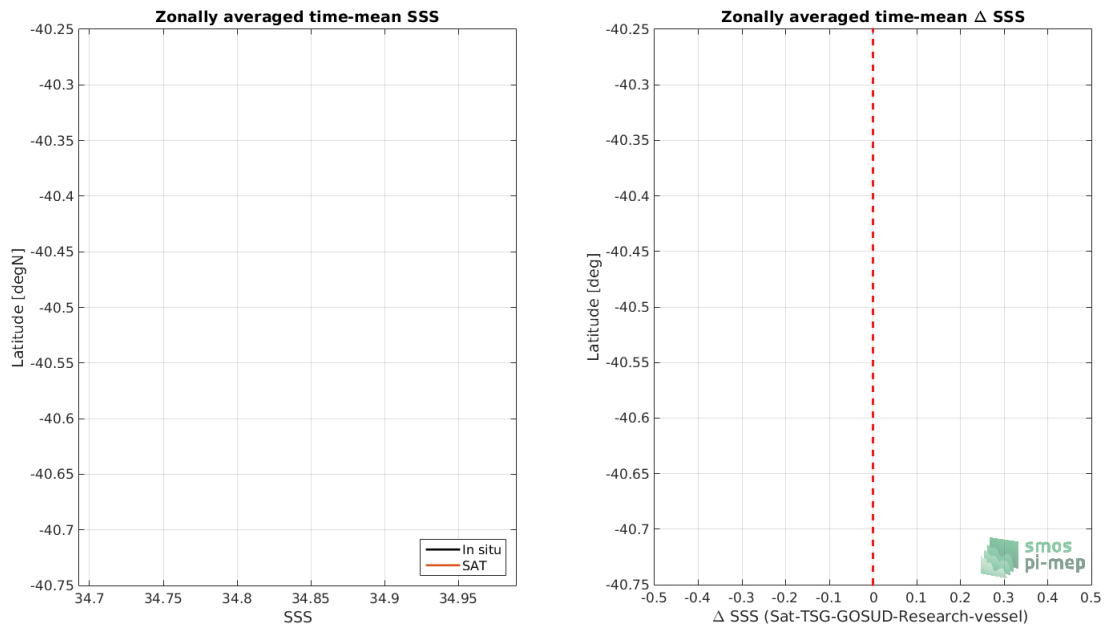 Zonally averaged time-mean SSS
-40.25
-40.3
-40.35
-40.4
-40.45
-40.5
-40.55
-40.6
-40.65
-40.7
-40.75
Latitude [degN]
34.7 34.75 34.8 34.85 34.9 34.95
SSS
In situ
SAT
Zonally averaged time-mean Δ SSS
-40.25
-40.3
-40.35
-40.4
-40.45
-40.5
-40.55
-40.6
-40.65
-40.7
-40.75
Latitude [deg]
-0.5 -0.4 -0.3 -0.2 -0.1 0 0.1 0.2 0.3 0.4 0.5
Δ SSS (Sat-TSG-GOSUD-Research-vessel)
smos
pi-mep